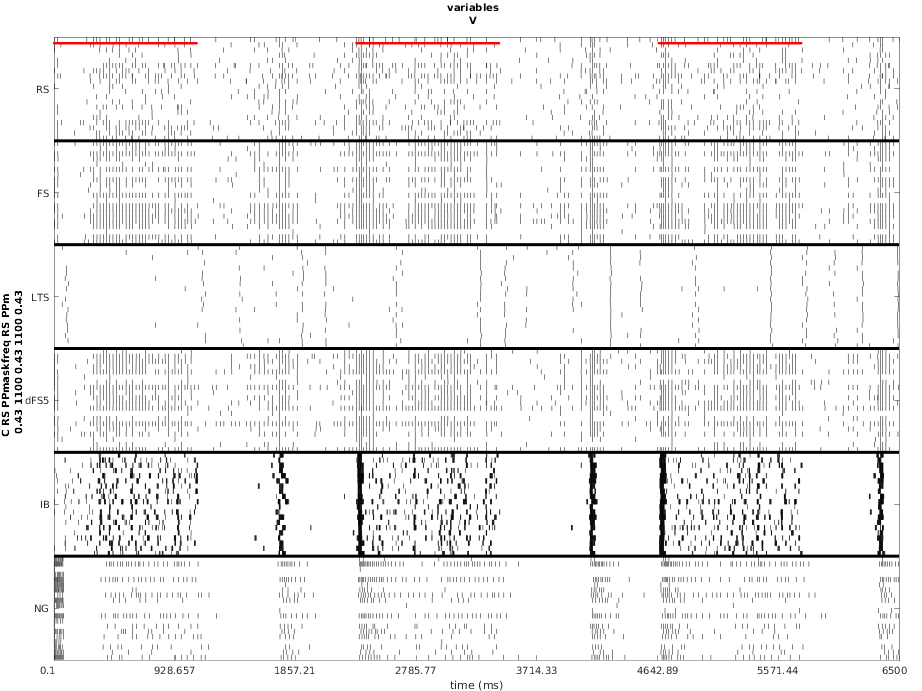 variables
V
RS
FS
LTS
dFS5
IB
NG
C RS PPmaskfreq RS PPm
0.43 1100 0.43 1100 0.43
0.1
928.657
1857.21
2785.77
3714.33
4642.89
5571.44
6500
time (ms)